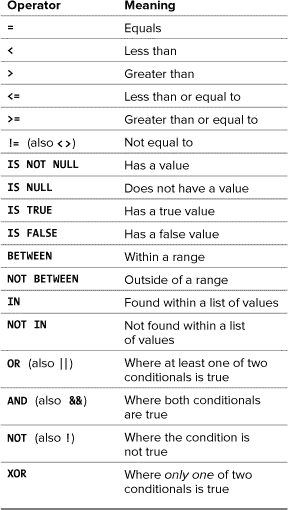 Operator Meaning
= Equals
< Less than
> Greater than
<= Less than or equal to
>= Greater than or equal to
!= (also <>) Not equal to
IS NOT NULL Has a value
IS NULL Does not have a value
IS TRUE Has a true value
IS FALSE Has a false value
BETWEEN Within a range
NOT BETWEEN Outside of a range
IN Found within a list of values
NOT IN Not found within a list
of values
OR (also ||) Where at least one of two
conditionals is true
AND (also &&) Where both conditionals
are true
NOT (also !) Where the condition is
not true
XOR Where only one of two
conditionals is true